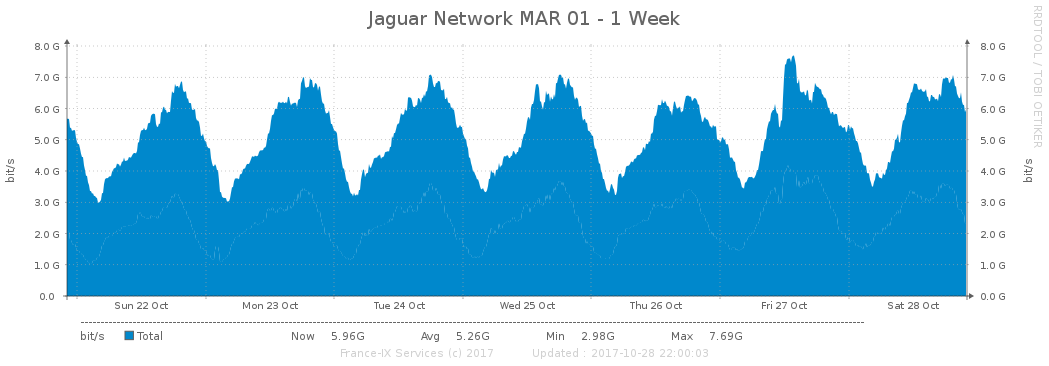 Jaguar Network MAR 01 - 1 Week
RRDTOOL / TOBI OETIKER
bit/s
8.0 G
7.0 G
6.0 G
5.0 G
4.0 G
3.0 G
2.0 G
1.0 G
0.0
8.0 G
7.0 G
6.0 G
5.0 G
4.0 G
3.0 G
2.0 G
1.0 G
0.0 G
bit/s
Sun 22 Oct Mon 23 Oct Tue 24 Oct Wed 25 Oct Thu 26 Oct Fri 27 Oct Sat 28 Oct
bit/s Total Now 5.96G Avg 5.26G Min 2.98G Max 7.69G
France-IX Services (c) 2017 Updated : 2017-10-28 22:00:03